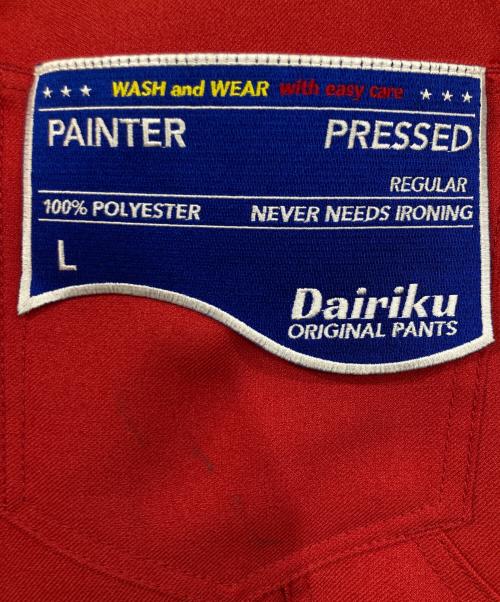 ★ ★ ★ WASH and WEAR with easy care ★ ★ ★
PAINTER PRESSED
REGULAR
100% POLYESTER NEVER NEEDS IRONING
L
Dairiku
ORIGINAL PANTS